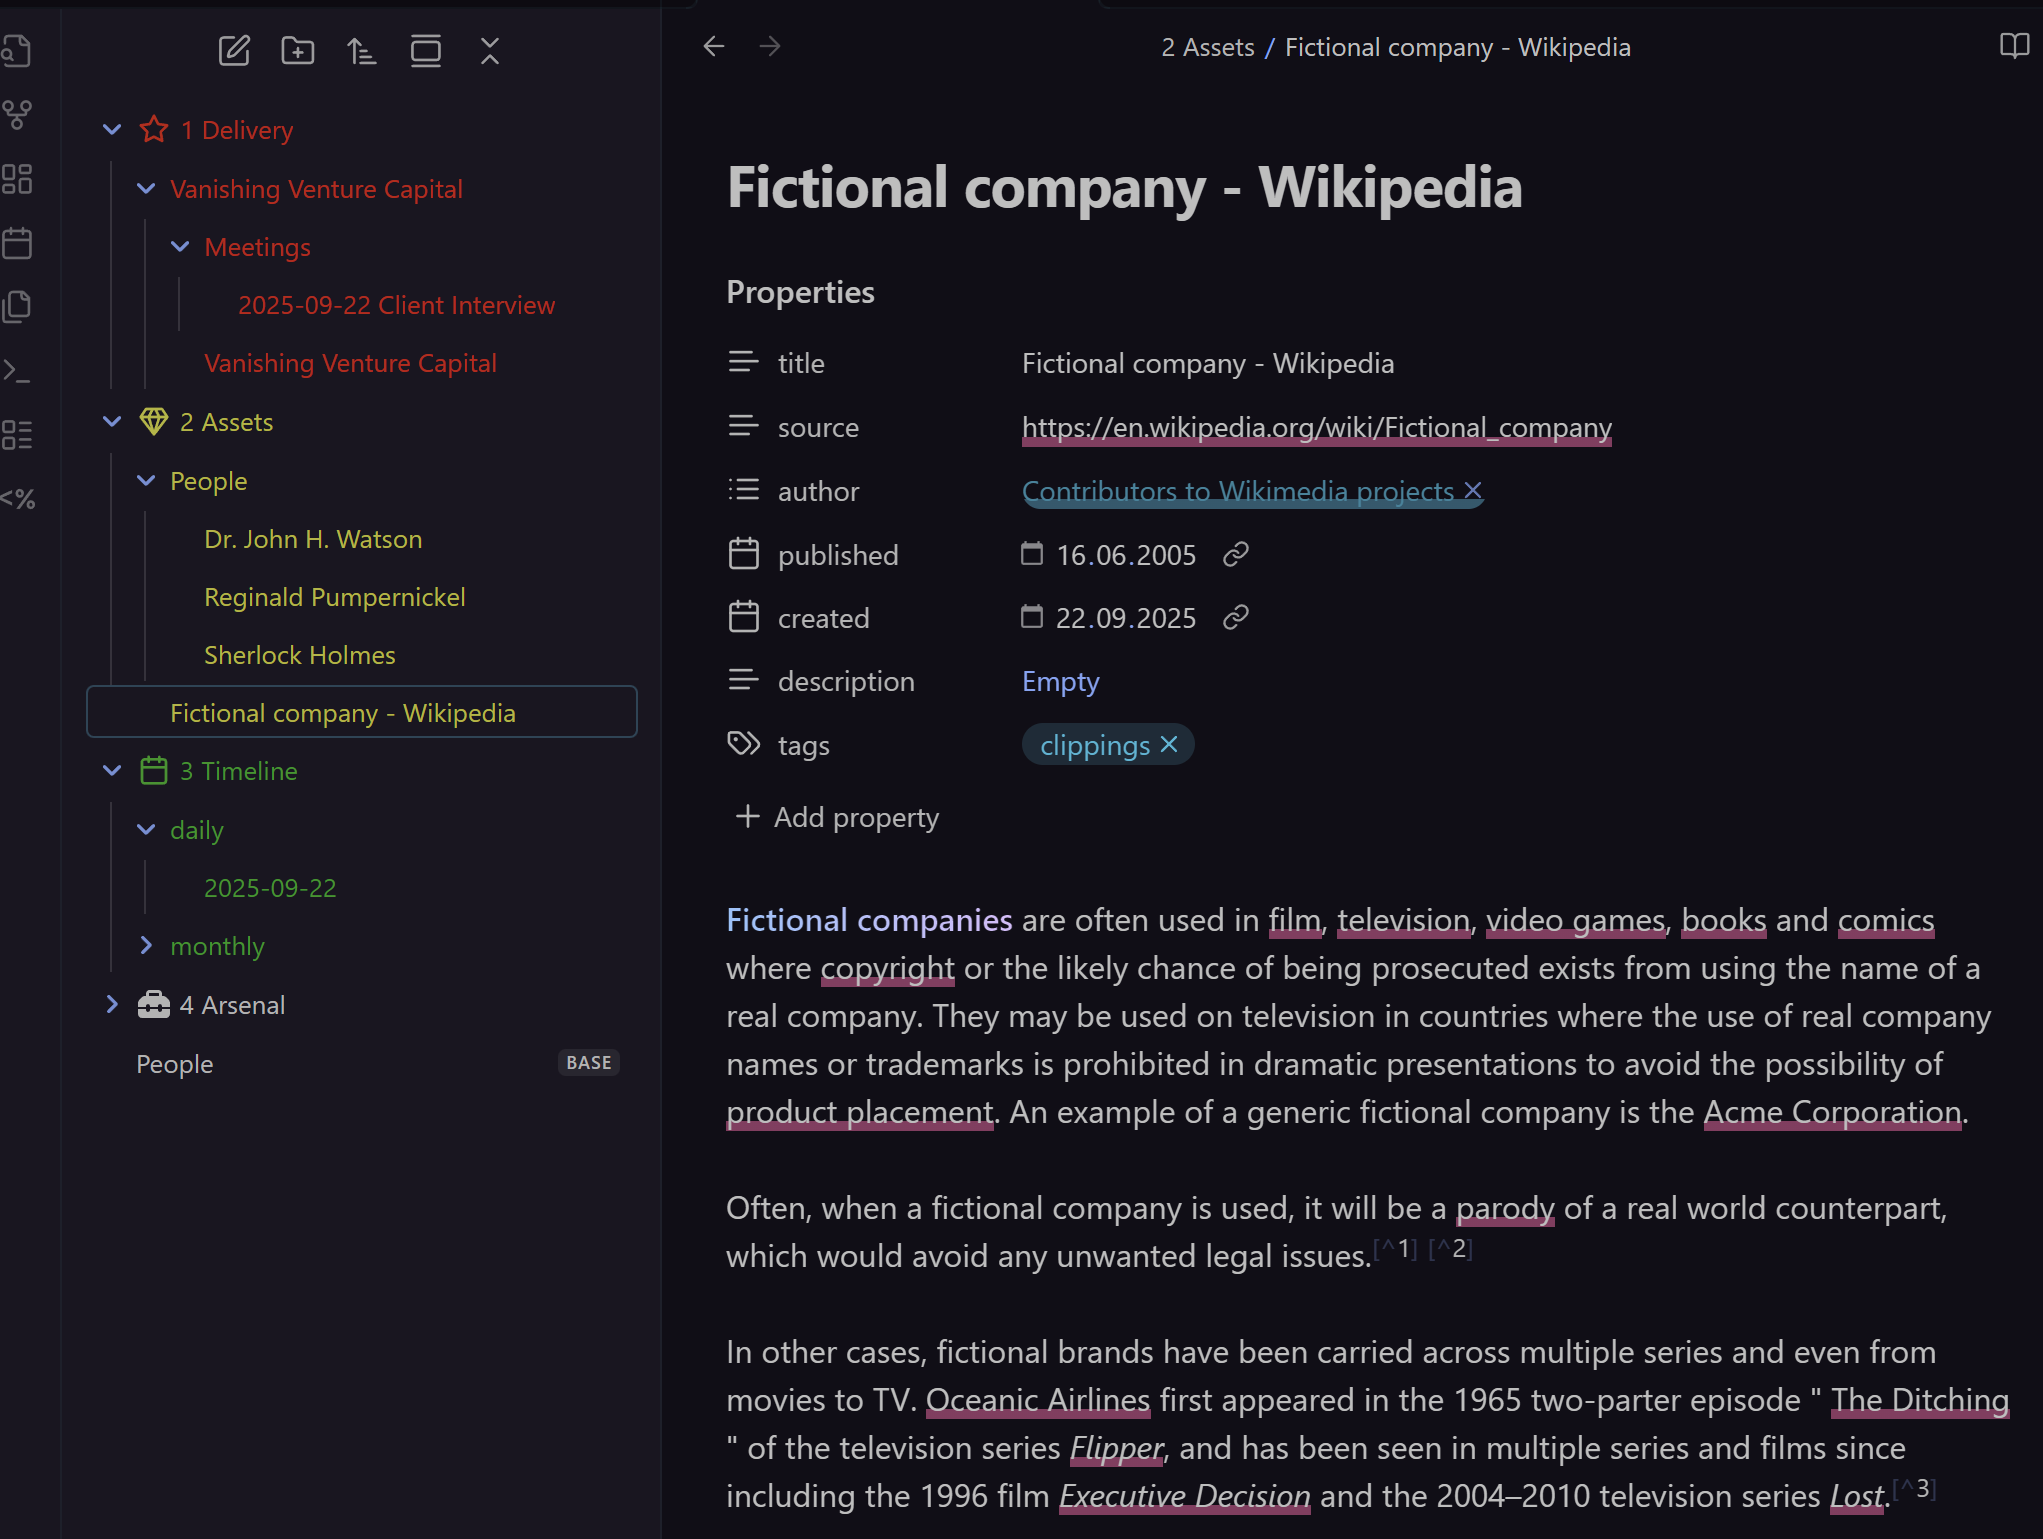 1 Delivery
Vanishing Venture Capital
Meetings
2025-09-22 Client Interview
Vanishing Venture Capital
2 Assets
People
Dr. John H. Watson
Reginald Pumpernickel
Sherlock Holmes
Fictional company - Wikipedia
3 Timeline
daily
2025-09-22
monthly
4 Arsenal
People BASE
<%
2 Assets / Fictional company - Wikipedia
Fictional company - Wikipedia
Properties
title Fictional company - Wikipedia
source https://en.wikipedia.org/wiki/Fictional_company
author Contributors to Wikimedia projects
published 16.06.2005
created 22.09.2025
description Empty
tags clippings
Add property
Fictional companies are often used in film, television, video games, books and comics
where copyright or the likely chance of being prosecuted exists from using the name of a
real company. They may be used on television in countries where the use of real company
names or trademarks is prohibited in dramatic presentations to avoid the possibility of
product placement. An example of a generic fictional company is the Acme Corporation.
Often, when a fictional company is used, it will be a parody of a real world counterpart,
which would avoid any unwanted legal issues.[^1] [^2]
In other cases, fictional brands have been carried across multiple series and even from
movies to TV. Oceanic Airlines first appeared in the 1965 two-parter episode " The Ditching
" of the television series Flipper, and has been seen in multiple series and films since
including the 1996 film Executive Decision and the 2004–2010 television series Lost.[^3]